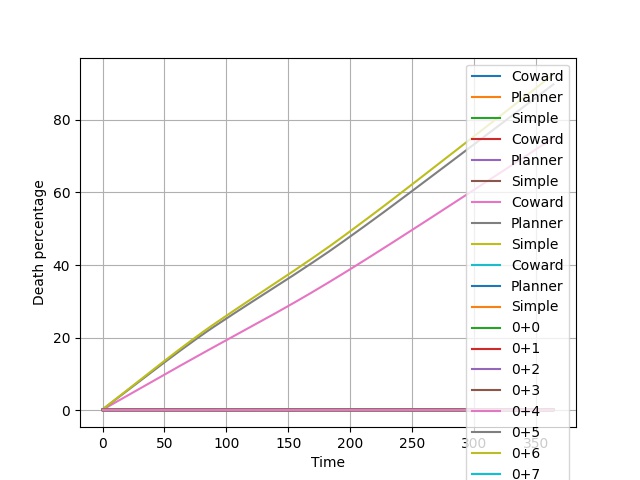 80
60
40
20
0
Death percentage
0 50 100 150 200 250 300 350
Time
Coward
Planner
Simple
Coward
Planner
Simple
Coward
Planner
Simple
Coward
Planner
Simple
0+0
0+1
0+2
0+3
0+4
0+5
0+6
0+7